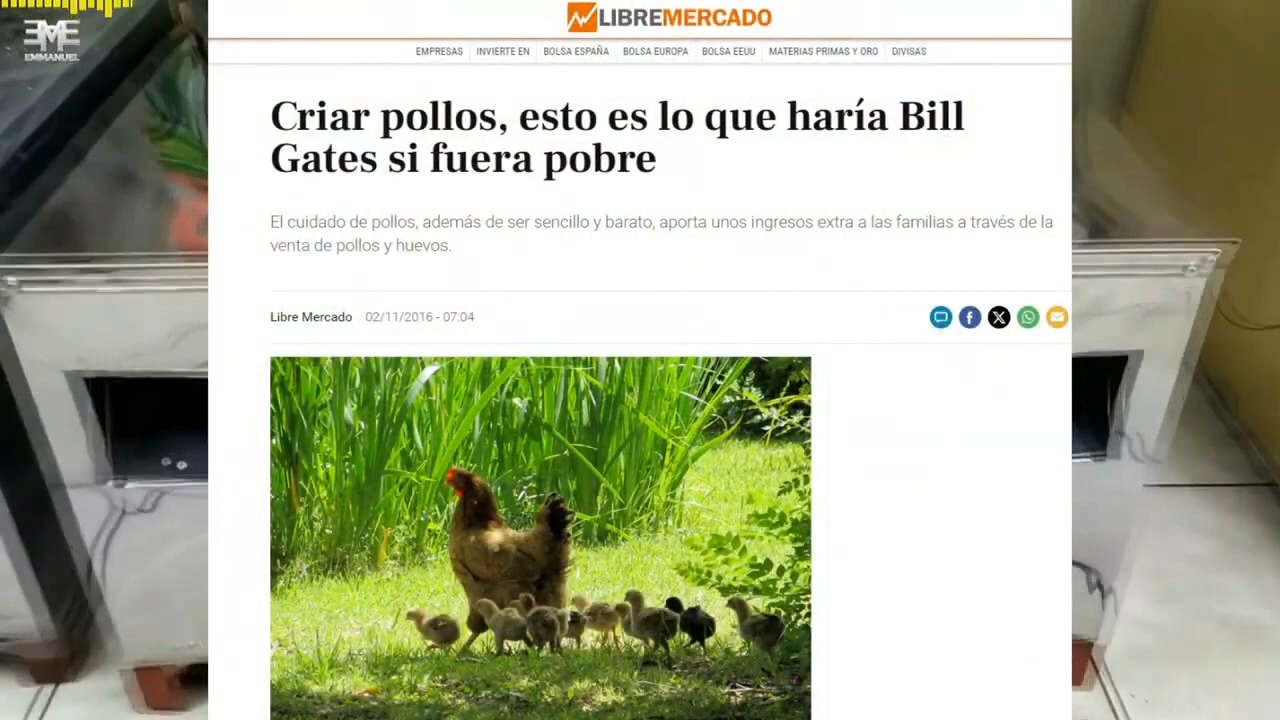 EME
EMMANUEL
LIBREMERCADO
EMPRESAS INVIERTE EN BOLSA ESPAÑA BOLSA EUROPA BOLSA EEUU MATERIAS PRIMAS Y ORO DIVISAS
Criar pollos, esto es lo que haría Bill
Gates si fuera pobre
El cuidado de pollos, además de ser sencillo y barato, aporta unos ingresos extra a las familias a través de la
venta de pollos y huevos.
Libre Mercado 02/11/2016 - 07:04